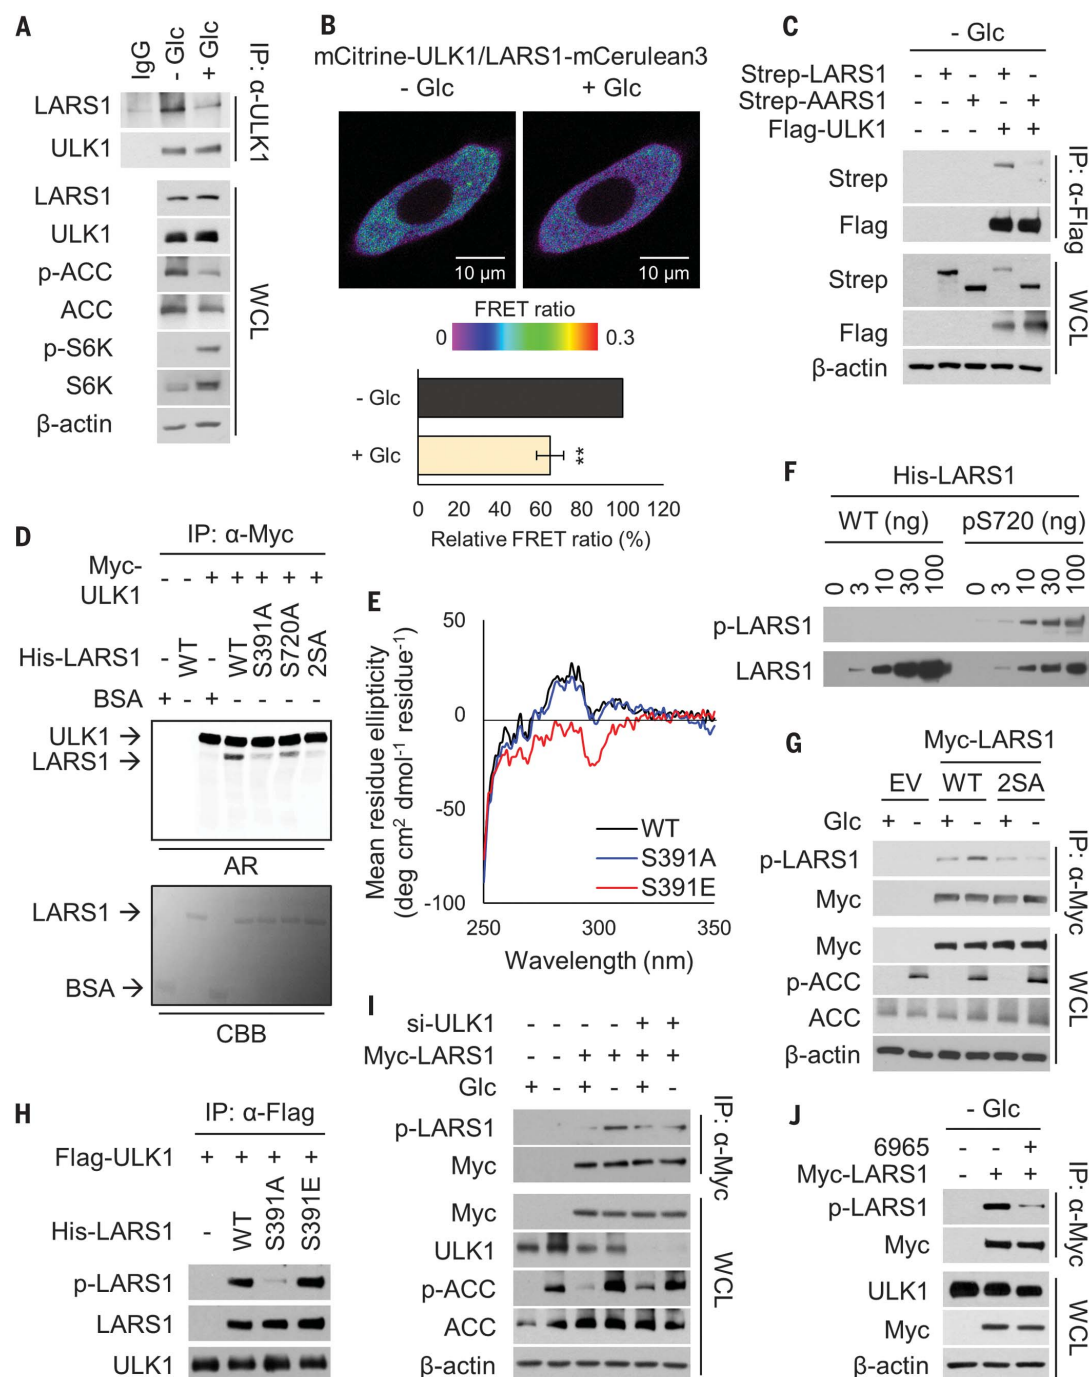 A
IgG
- Glc
+ Glc
IP: α-ULK1
LARS1
ULK1
LARS1
ULK1
p-ACC
ACC
p-S6K
S6K
β-actin
WCL
B
mCitrine-ULK1/LARS1-mCerulean3
- Glc + Glc
10 µm 10 µm
FRET ratio
0 0.3
- Glc
+ Glc **
0 20 40 60 80 100 120
Relative FRET ratio (%)
C
- Glc
Strep-LARS1 - + - + -
Strep-AARS1 - - + - +
Flag-ULK1 - - - + +
Strep
Flag
IP: α-Flag
Strep
Flag
β-actin
WCL
D
IP: α-Myc
Myc-
ULK1 - - + + + + +
His-LARS1 - WT - WT S391A S720A 2SA
BSA + - + - - - -
ULK1 →
LARS1 →
AR
LARS1 →
BSA →
CBB
E
Mean residue ellipticity
(deg cm2 dmol-1 residue-1)
50
0
-50
-100
WT
S391A
S391E
250 300 350
Wavelength (nm)
F
His-LARS1
WT (ng) pS720 (ng)
0 3 10 30 100 0 3 10 30 100
p-LARS1
LARS1
G
Myc-LARS1
EV WT 2SA
Glc + - + - + -
p-LARS1
Myc
IP: α-Myc
Myc
p-ACC
ACC
β-actin
WCL
H
IP: α-Flag
Flag-ULK1 + + + +
His-LARS1 - WT S391A S391E
p-LARS1
LARS1
ULK1
I
si-ULK1 - - - - + +
Myc-LARS1 - - + + + +
Glc + - + - + -
p-LARS1
Myc
IP: α-Myc
Myc
ULK1
p-ACC
ACC
β-actin
WCL
J
- Glc
6965 - - +
Myc-LARS1 - + +
p-LARS1
Myc
IP: α-Myc
ULK1
Myc
β-actin
WCL